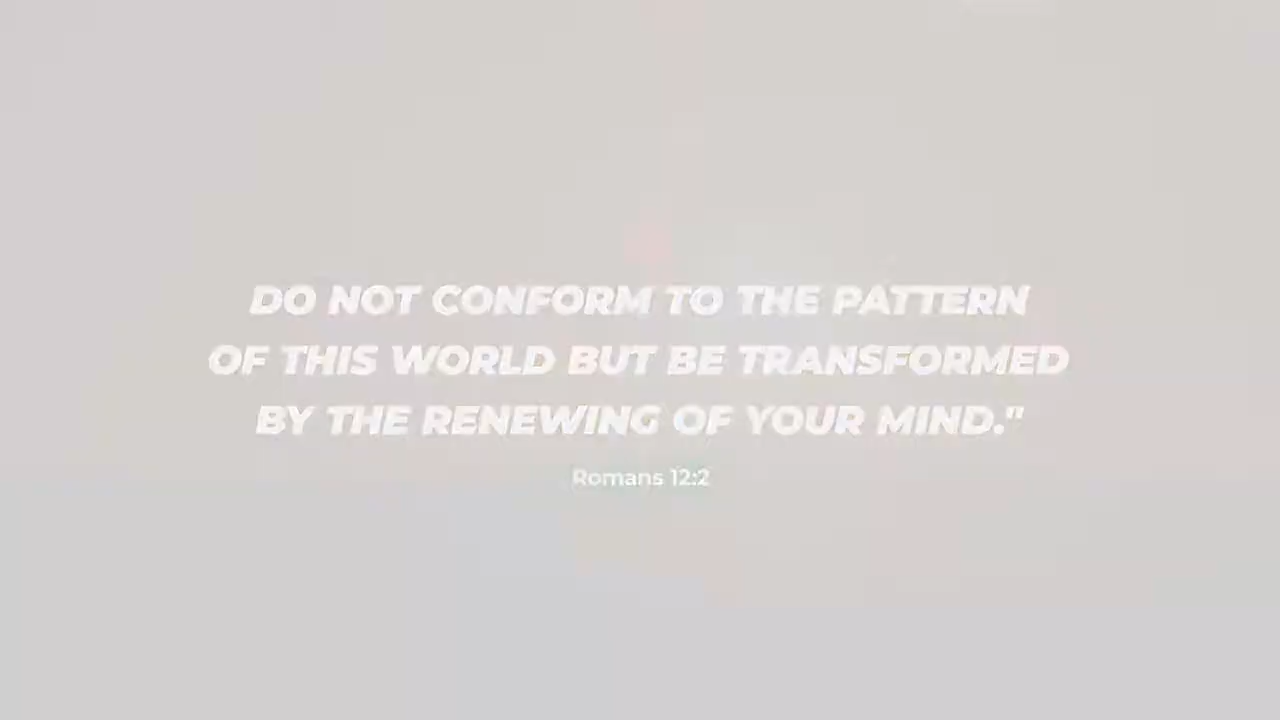 DO NOT CONFORM TO THE PATTERN
OF THIS WORLD BUT BE TRANSFORMED
BY THE RENEWING OF YOUR MIND."
Romans 12:2